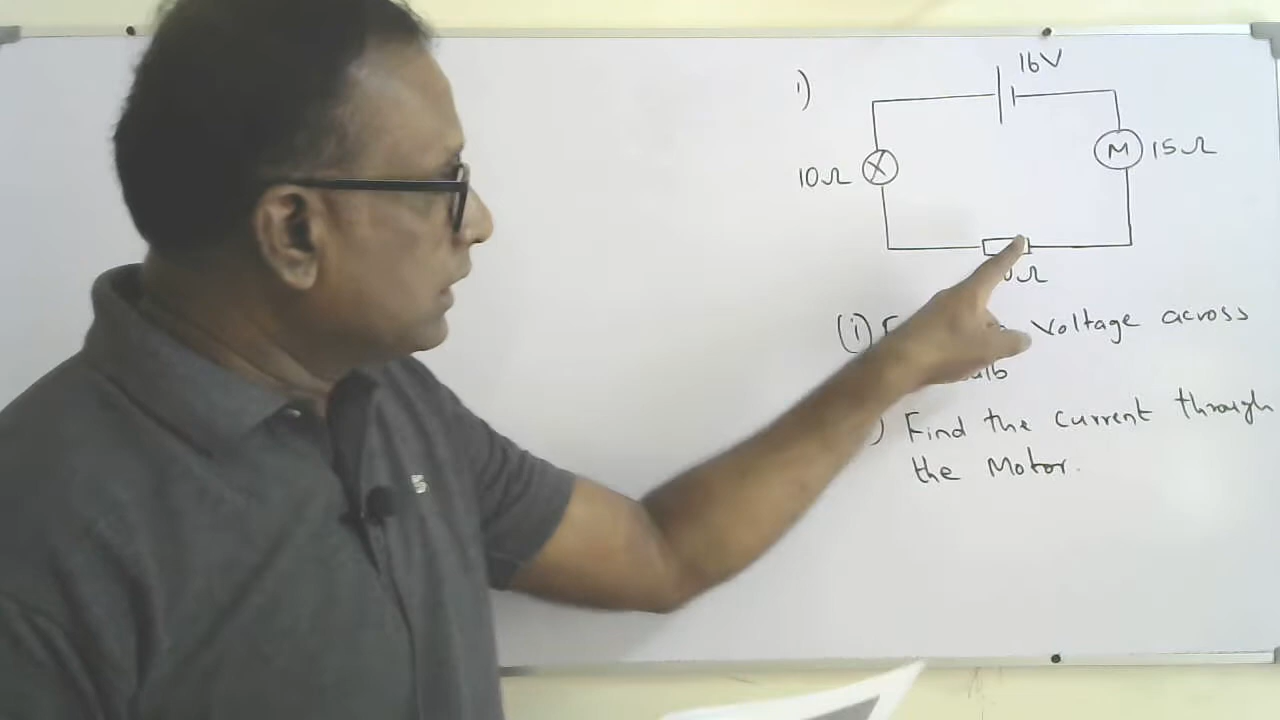 1)
16V
10Ω
M
15Ω
Ω
(i) voltage across
) Find the current through
the Motor.